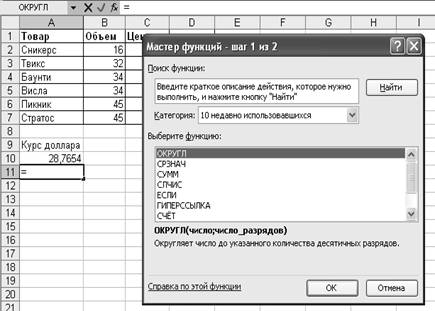 ОКРУГЛ =
A B C D E F G H I
1 Товар Объем Цен
2 Сникерс 16
3 Твикс 32
4 Баунти 34
5 Висла 34
6 Пикник 45
7 Стратос 45
8
9 Курс доллара
10 28,7654
11 =
12
13
14
15
16
17
18
19
20
21
Мастер функций - шаг 1 из 2
Поиск функции:
Введите краткое описание действия, которое нужно
выполнить, и нажмите кнопку "Найти"
Найти
Категория: 10 недавно использовавшихся
Выберите функцию:
ОКРУГЛ
СРЗНАЧ
СУММ
СЛЧИС
ЕСЛИ
ГИПЕРССЫЛКА
СЧЁТ
ОКРУГЛ(число;число_разрядов)
Округляет число до указанного количества десятичных разрядов.
Справка по этой функции
ОК
Отмена